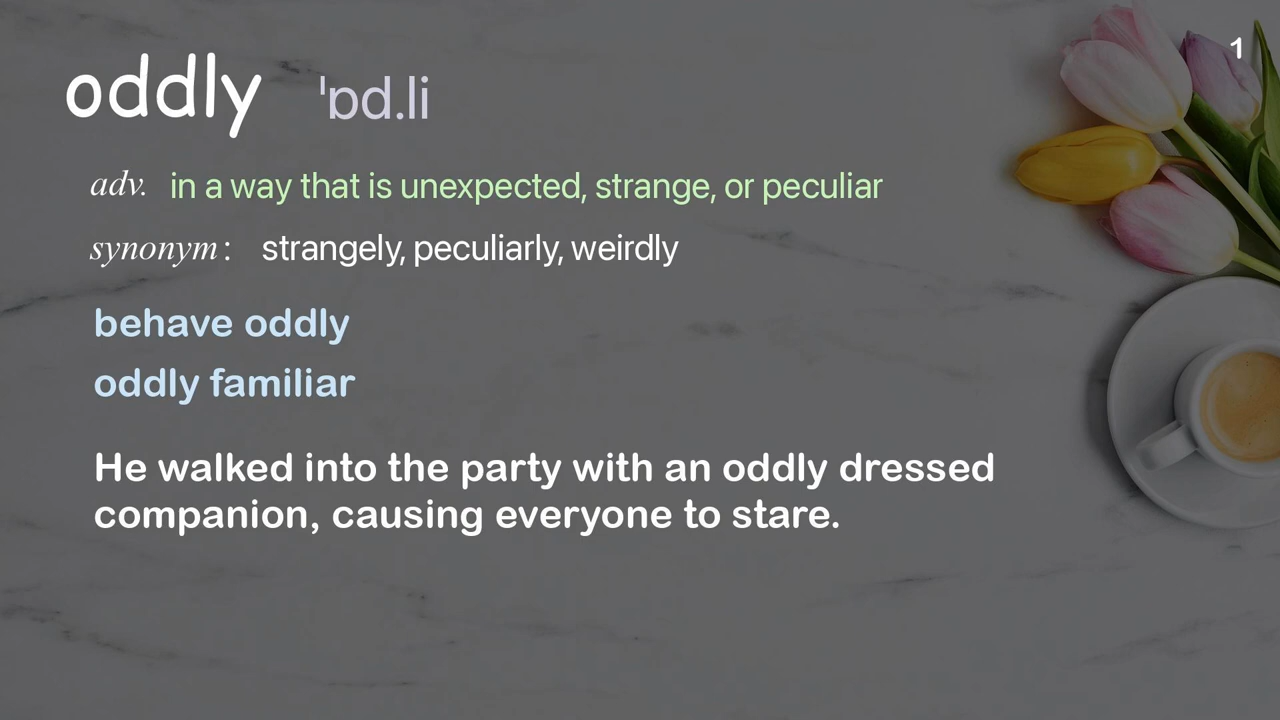 1
oddly ˈɒd.li
adv. in a way that is unexpected, strange, or peculiar
synonym: strangely, peculiarly, weirdly
behave oddly
oddly familiar
He walked into the party with an oddly dressed
companion, causing everyone to stare.